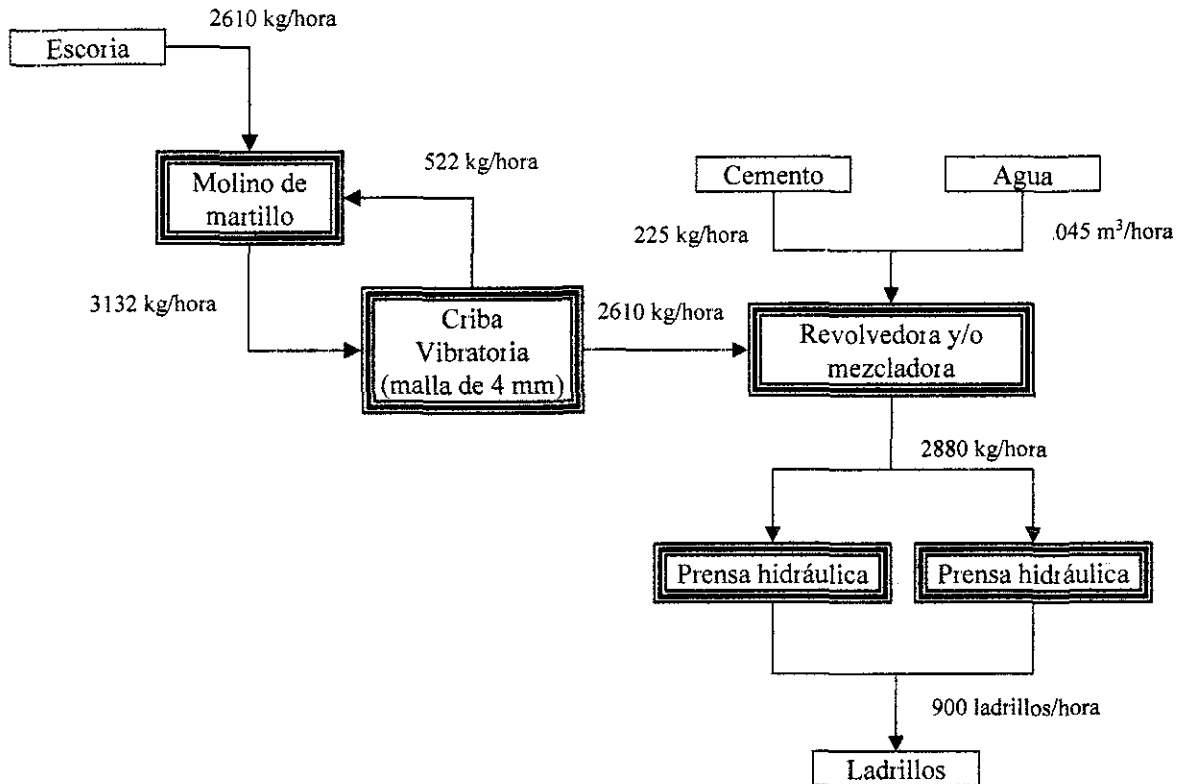 2610 kg/hora
Escoria
Molino de
martillo
522 kg/hora
Cemento
Agua
225 kg/hora
.045 m³/hora
3132 kg/hora
Criba
Vibratoria
(malla de 4 mm)
2610 kg/hora
Revolvedora y/o
mezcladora
2880 kg/hora
Prensa hidráulica
Prensa hidráulica
900 ladrillos/hora
Ladrillos